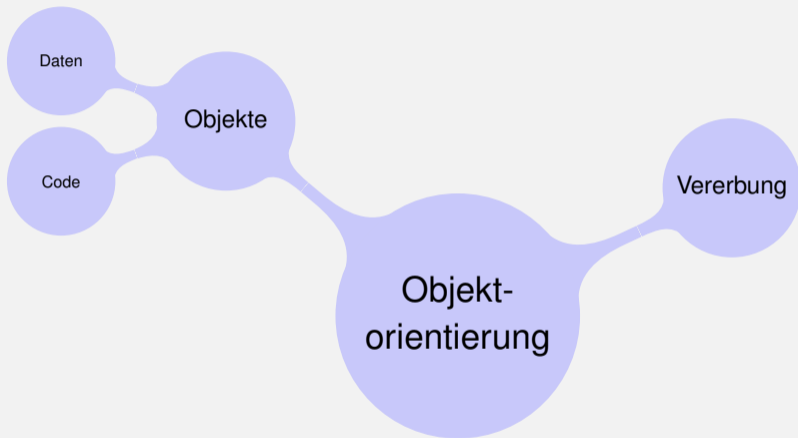 Daten
Objekte
Code
Vererbung
Objekt-
orientierung